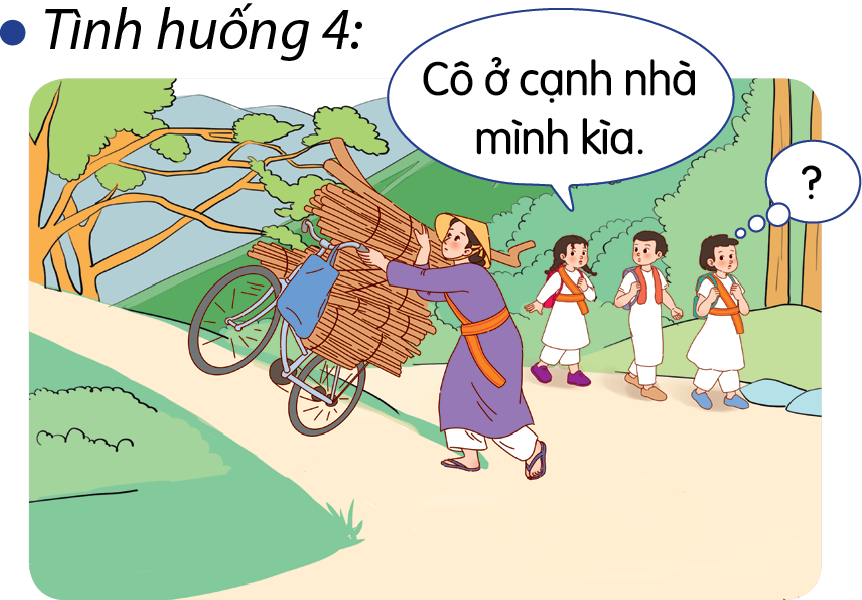 Tình huống 4:
Cô ở cạnh nhà
mình kìa.
?